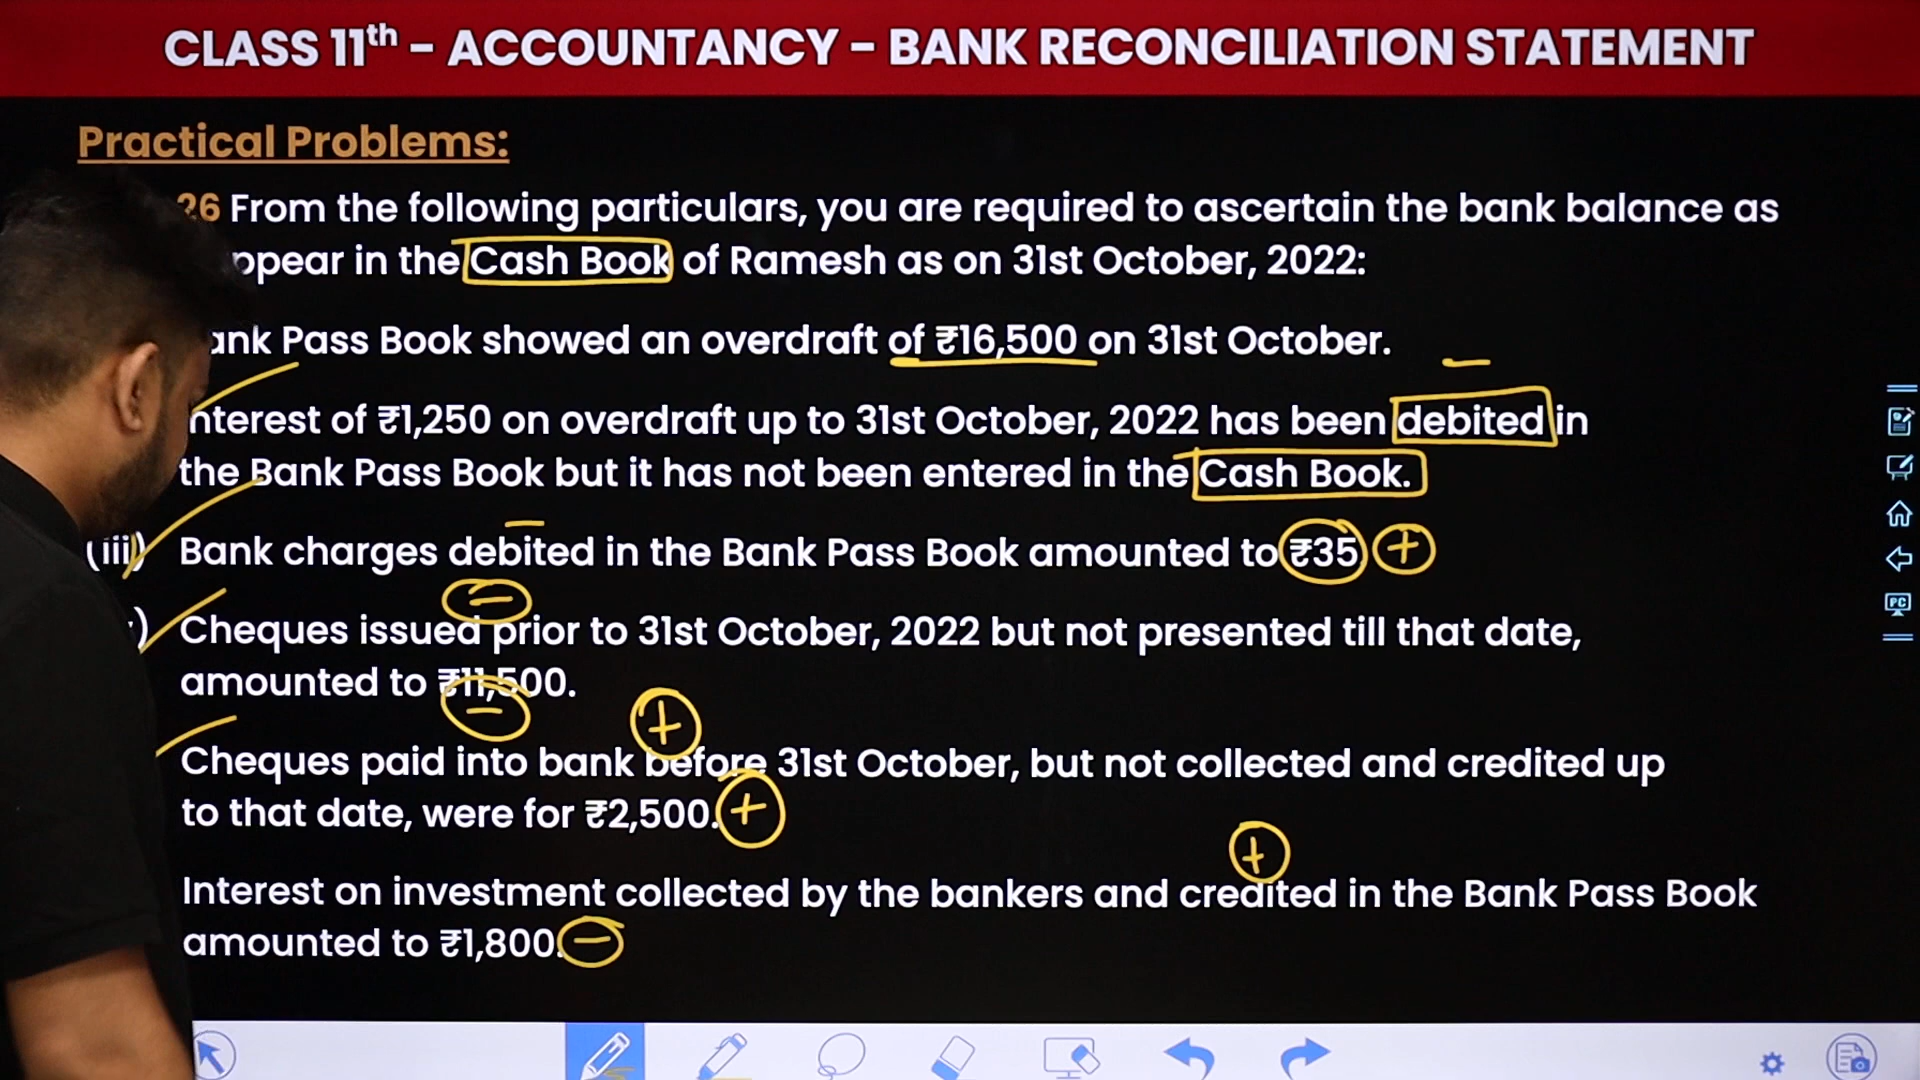 CLASS 11th - ACCOUNTANCY - BANK RECONCILIATION STATEMENT
Practical Problems:
26 From the following particulars, you are required to ascertain the bank balance as
ppear in the Cash Book of Ramesh as on 31st October, 2022:
ank Pass Book showed an overdraft of ₹16,500 on 31st October.
nterest of ₹1,250 on overdraft up to 31st October, 2022 has been debited in
the Bank Pass Book but it has not been entered in the Cash Book.
(iii) Bank charges debited in the Bank Pass Book amounted to ₹35 +
) Cheques issued prior to 31st October, 2022 but not presented till that date,
amounted to ₹11,500.
Cheques paid into bank before 31st October, but not collected and credited up
to that date, were for ₹2,500. +
Interest on investment collected by the bankers and credited in the Bank Pass Book
amounted to ₹1,800. -
PC